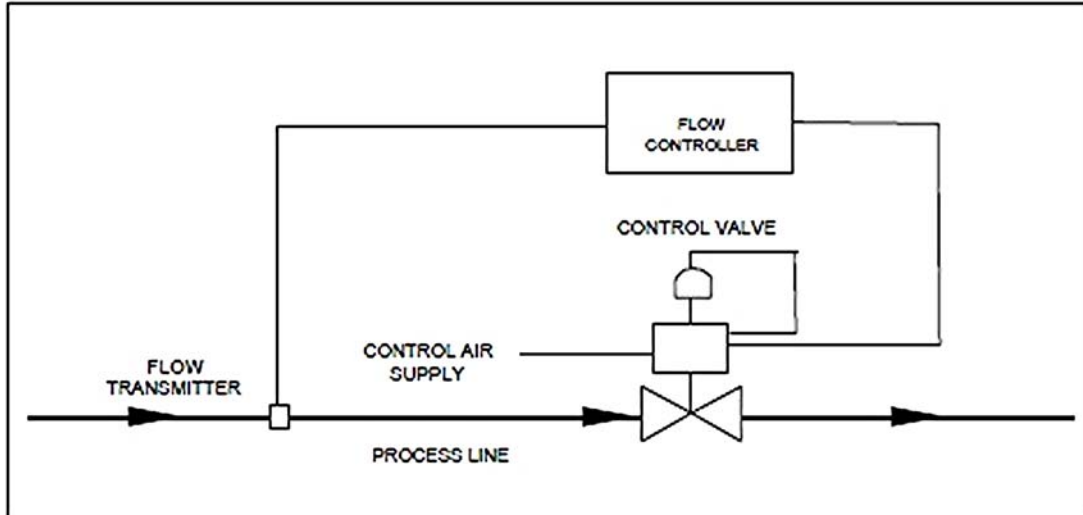 FLOW
CONTROLLER
CONTROL VALVE
CONTROL AIR
SUPPLY
FLOW
TRANSMITTER
PROCESS LINE